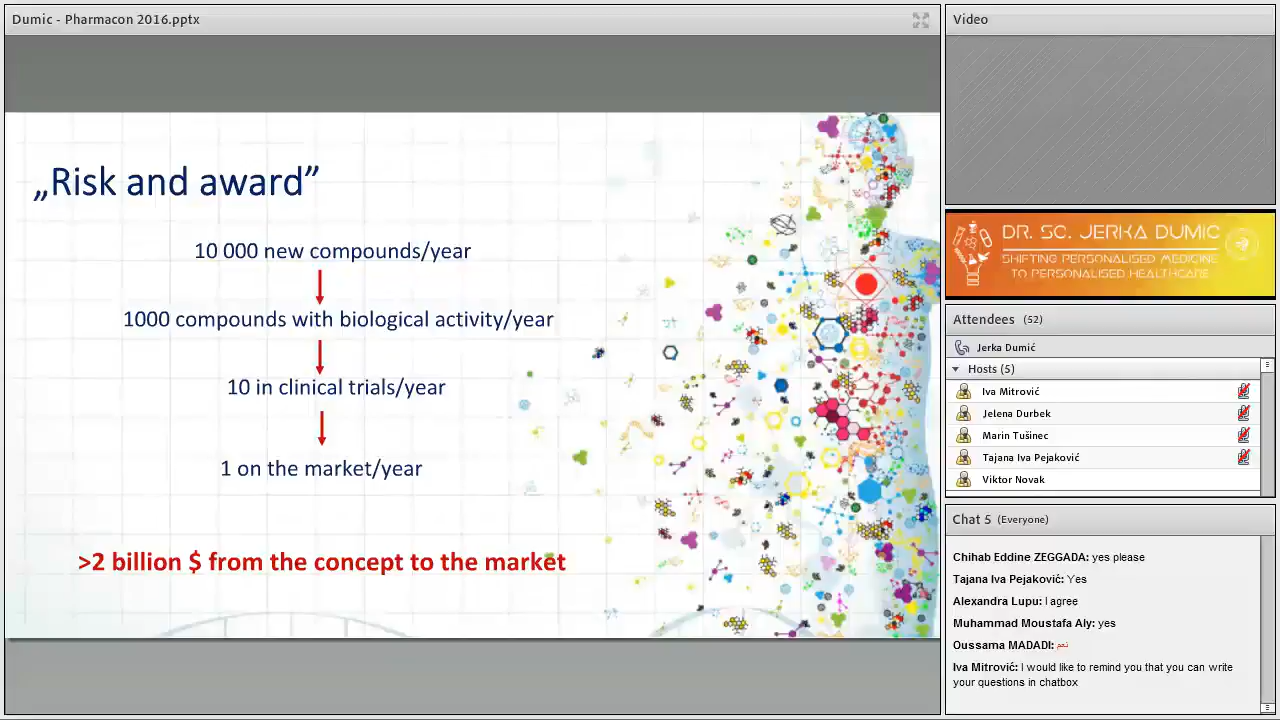 Dumic - Pharmacon 2016.pptx
„Risk and award”
10 000 new compounds/year
1000 compounds with biological activity/year
10 in clinical trials/year
1 on the market/year
>2 billion $ from the concept to the market
Video
DR. SC. JERKA DUMIC
SHIFTING PERSONALISED MEDICINE
TO PERSONALISED HEALTHCARE
Attendees (52)
Jerka Dumić
Hosts (5)
Iva Mitrović
Jelena Durbek
Marin Tušinec
Tajana Iva Pejaković
Viktor Novak
Chat 5 (Everyone)
Chihab Eddine ZEGGADA: yes please
Tajana Iva Pejaković: Yes
Alexandra Lupu: I agree
Muhammad Moustafa Aly: yes
Oussama MADADI: نعم
Iva Mitrović: I would like to remind you that you can write
your questions in chatbox